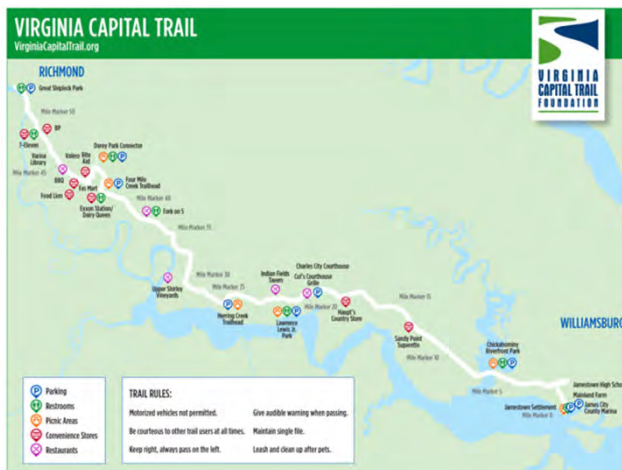 VIRGINIA CAPITAL TRAIL
VirginiaCapitalTrail.org
VIRGINIA
CAPITAL TRAIL
FOUNDATION
RICHMOND
Great Shiplock Park
Mile Marker 50
BP
7-Eleven
Varina
Library
Mile Marker 45
Valero
Rite
Aid
Dorey Park Connector
BBQ
Fas Mart
Four Mile
Creek Trailhead
Food Lion
Exxon Station/
Dairy Queen
Mile Marker 40
Fork on 5
Mile Marker 35
Mile Marker 30
Upper Shirley
Vineyards
Mile Marker 25
Herring Creek
Trailhead
Indian Fields
Tavern
Charles City Courthouse
Cul's Courthouse
Grille
Mile Marker 20
Lawrence
Lewis Jr.
Park
Haupt's
Country Store
Mile Marker 15
Sandy Point
Superette
Mile Marker 10
WILLIAMSBURG
Chickahominy
Riverfront Park
Mile Marker 5
Jamestown High Scho
Mainland Farm
Jamestown Settlement
Mile Marker 0
James City
County Marina
P Parking
Restrooms
Picnic Areas
Convenience Stores
Restaurants
TRAIL RULES:
Motorized vehicles not permitted.
Be courteous to other trail users at all times.
Keep right, always pass on the left.
Give audible warning when passing.
Maintain single file.
Leash and clean up after pets.